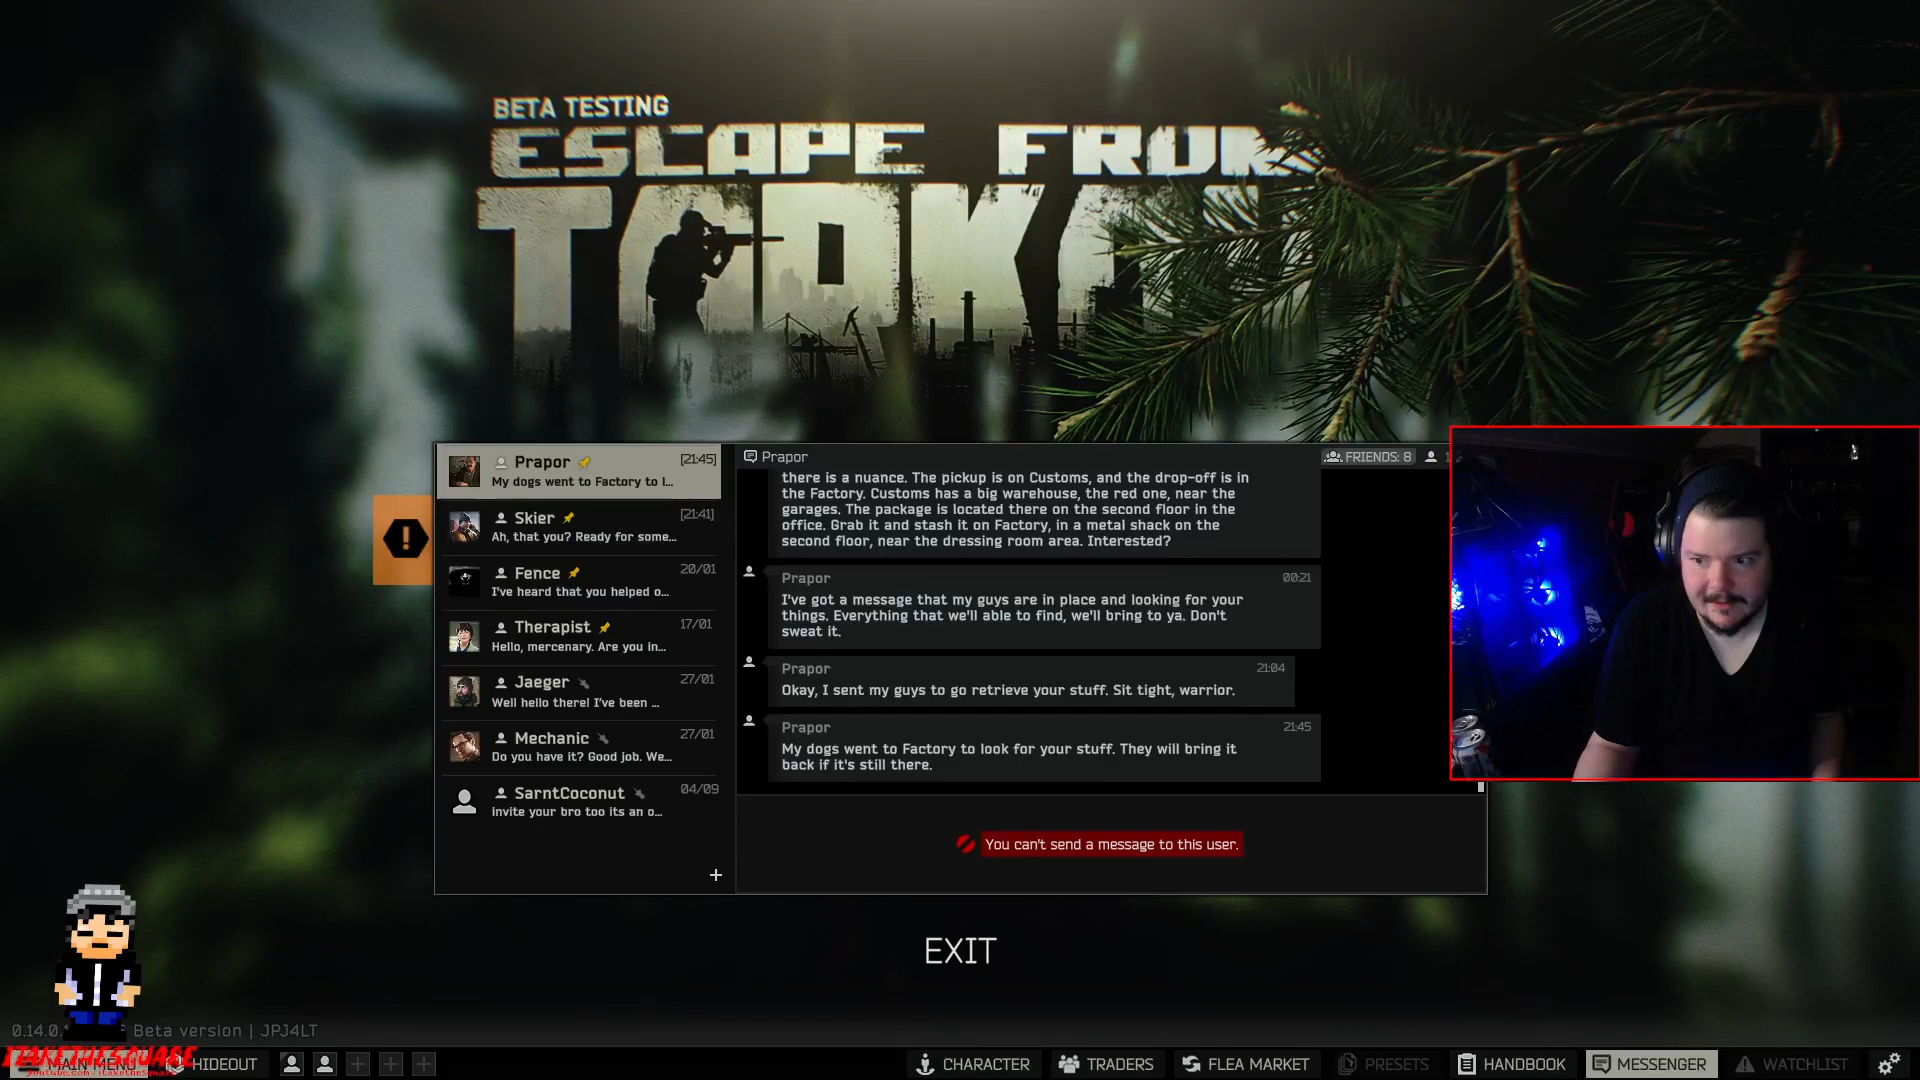 BETA TESTING
ESCAPE FROM
TARKOV
Prapor
[21:45]
My dogs went to Factory to l...
Skier
[21:41]
Ah, that you? Ready for some...
Fence
20/01
I've heard that you helped o...
Therapist
17/01
Hello, mercenary. Are you in...
Jaeger
27/01
Well hello there! I've been ...
Mechanic
27/01
Do you have it? Good job. We...
SarntCoconut
04/09
invite your bro too its an o...
+
Prapor
FRIENDS: 8
there is a nuance. The pickup is on Customs, and the drop-off is in
the Factory. Customs has a big warehouse, the red one, near the
garages. The package is located there on the second floor in the
office. Grab it and stash it on Factory, in a metal shack on the
second floor, near the dressing room area. Interested?
Prapor
00:21
I've got a message that my guys are in place and looking for your
things. Everything that we'll able to find, we'll bring to ya. Don't
sweat it.
Prapor
21:04
Okay, I sent my guys to go retrieve your stuff. Sit tight, warrior.
Prapor
21:45
My dogs went to Factory to look for your stuff. They will bring it
back if it's still there.
You can't send a message to this user.
EXIT
0.14.0. Beta version | JPJ4LT
ITAKETHESQUARE
MAIN MENU
HIDEOUT
CHARACTER
TRADERS
FLEA MARKET
PRESETS
HANDBOOK
MESSENGER
WATCHLIST